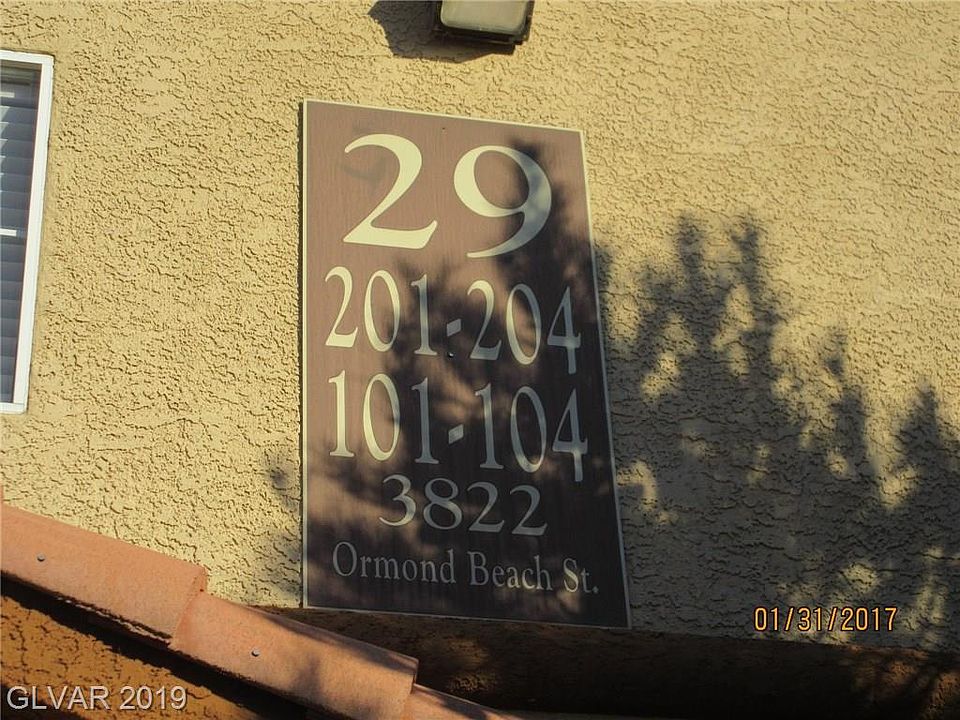 29
201-204
101-104
3822
Ormond Beach St.
01/31/2017
GLVAR 2019